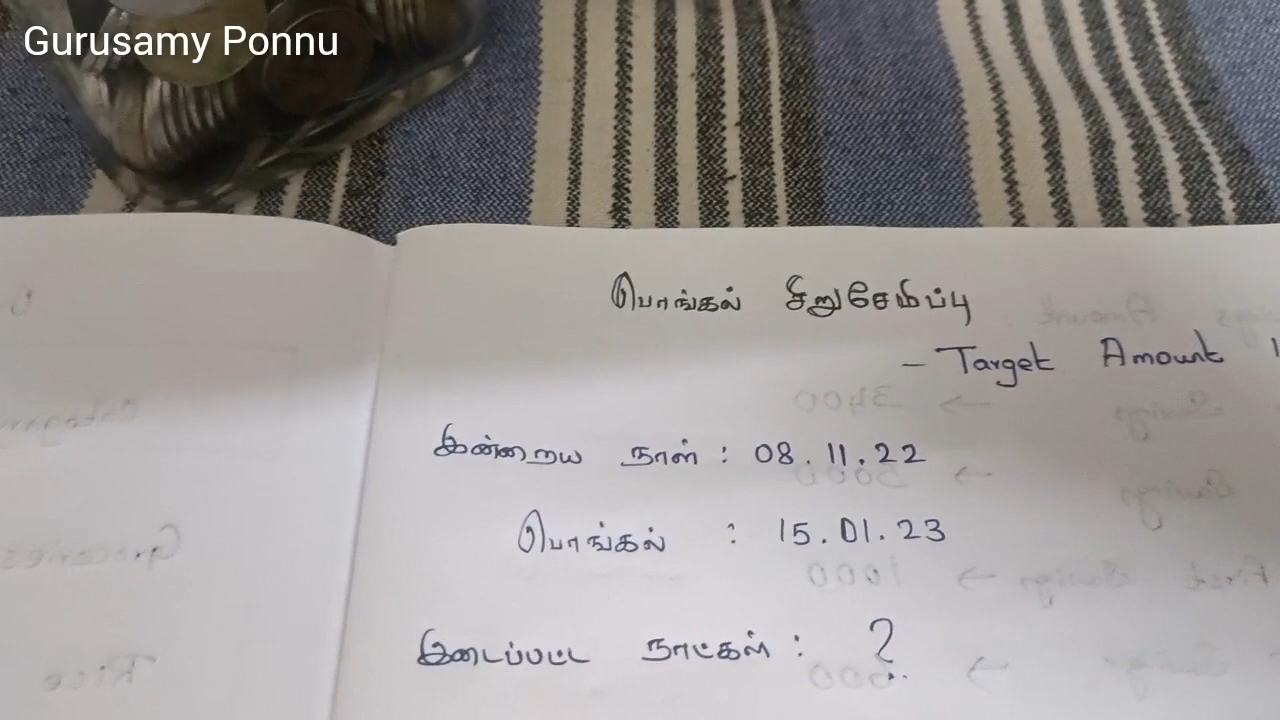 Gurusamy Ponnu
பொங்கல் சிறுசேமிப்பு
- Target Amount
இன்றைய நாள் : 08.11.22
பொங்கல் : 15.01.23
இடைப்பட்ட நாட்கள் : ?